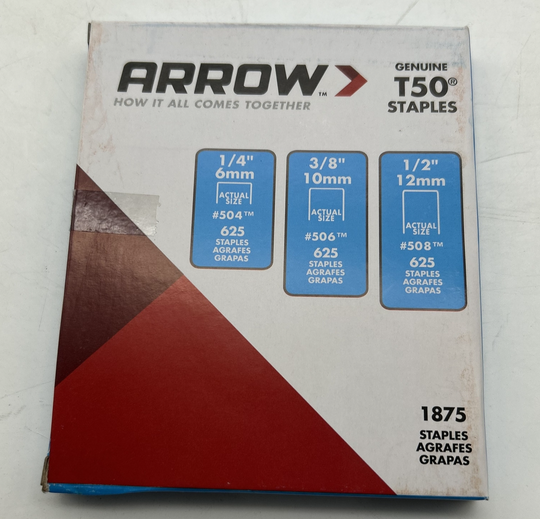 ARROW™
HOW IT ALL COMES TOGETHER
GENUINE
T50®
STAPLES
1/4"
6mm
ACTUAL
SIZE
#504™
625
STAPLES
AGRAFES
GRAPAS
3/8"
10mm
ACTUAL
SIZE
#506™
625
STAPLES
AGRAFES
GRAPAS
1/2"
12mm
ACTUAL
SIZE
#508™
625
STAPLES
AGRAFES
GRAPAS
1875
STAPLES
AGRAFES
GRAPAS